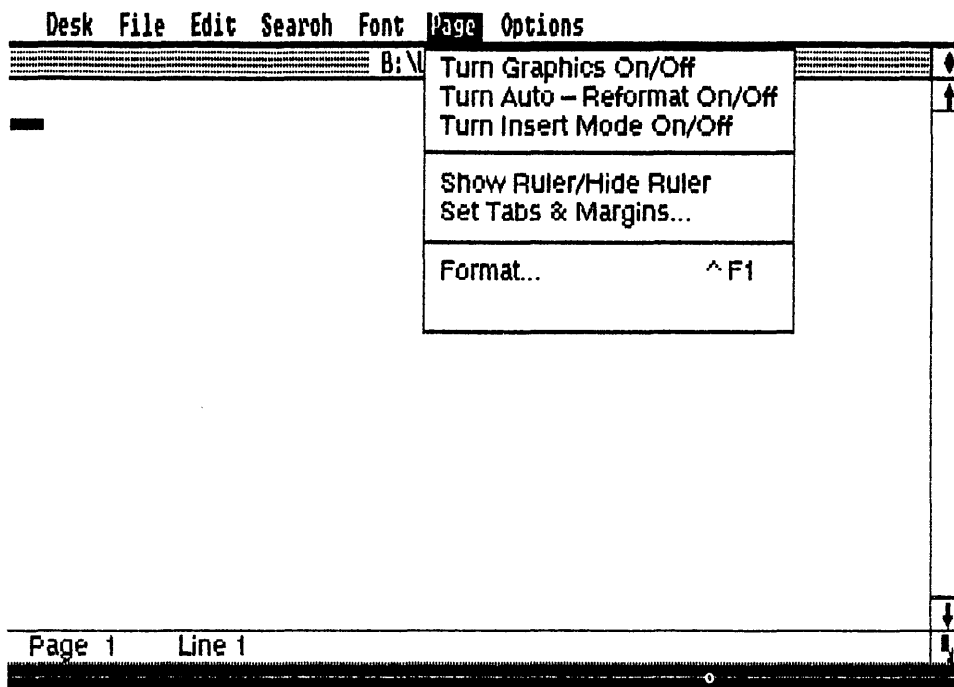 Desk File Edit Search Font Page Options
B:\
Turn Graphics On/Off
Turn Auto – Reformat On/Off
Turn Insert Mode On/Off
Show Ruler/Hide Ruler
Set Tabs & Margins...
Format... ^F1
Page 1 Line 1